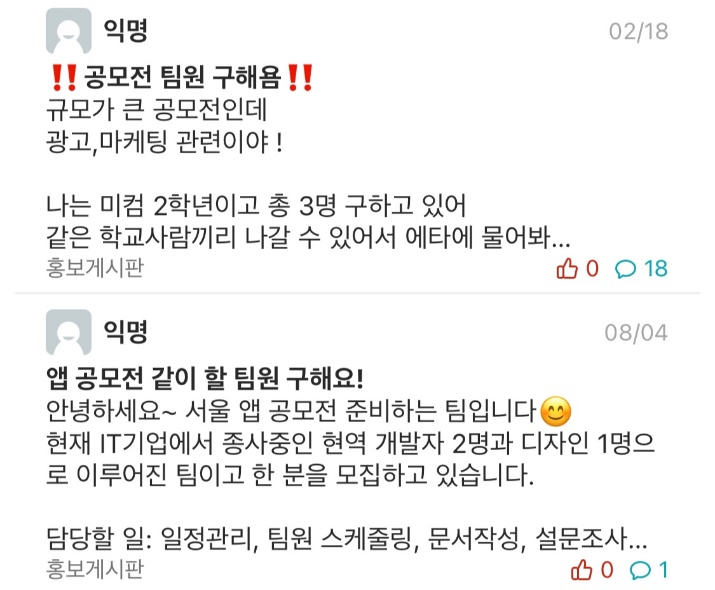 익명 02/18
‼️공모전 팀원 구해욤‼️
규모가 큰 공모전인데
광고,마케팅 관련이야 !
나는 미컴 2학년이고 총 3명 구하고 있어
같은 학교사람끼리 나갈 수 있어서 에타에 물어봐...
홍보게시판 0 18
익명 08/04
앱 공모전 같이 할 팀원 구해요!
안녕하세요~ 서울 앱 공모전 준비하는 팀입니다😊
현재 IT기업에서 종사중인 현역 개발자 2명과 디자인 1명으
로 이루어진 팀이고 한 분을 모집하고 있습니다.
담당할 일: 일정관리, 팀원 스케줄링, 문서작성, 설문조사...
홍보게시판 0 1